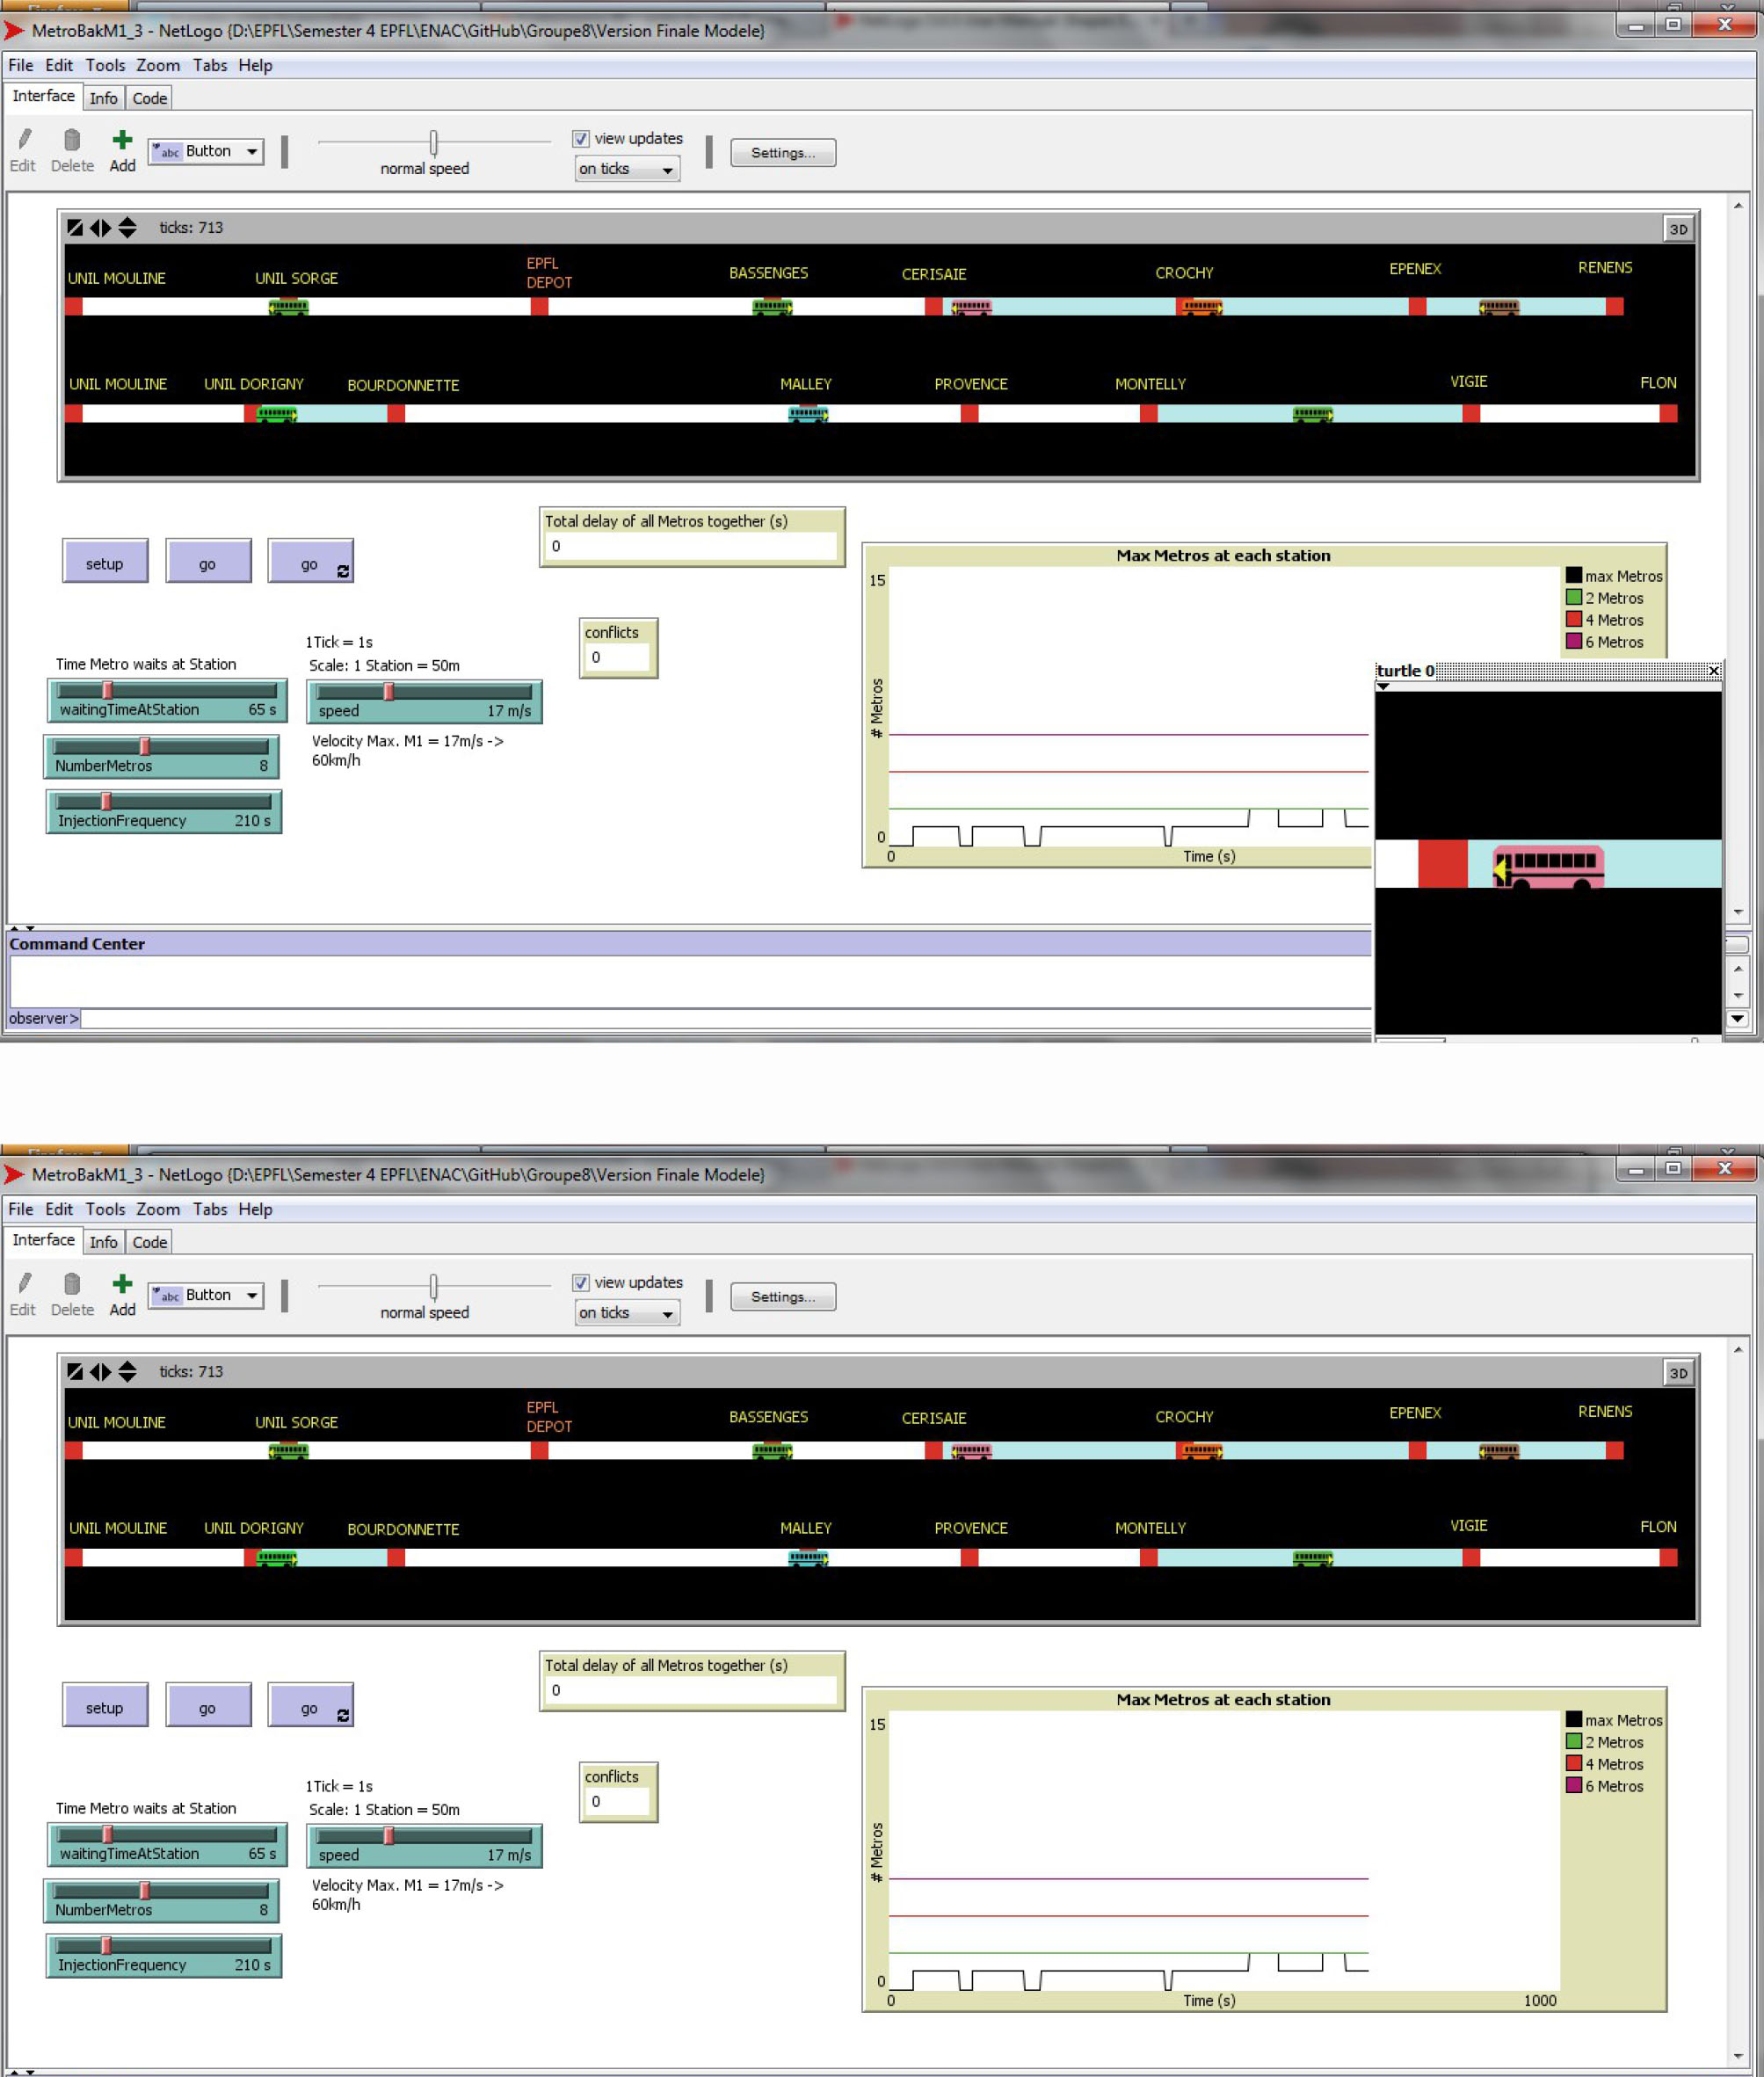 MetroBakM1_3 - NetLogo {D:\EPFL\Semester 4 EPFL\ENAC\GitHub\Groupe8\Version Finale Modele}
File Edit Tools Zoom Tabs Help
Interface Info Code
Edit Delete Add abc Button normal speed view updates on ticks Settings...
ticks: 713 3D
UNIL MOULINE UNIL SORGE EPFL DEPOT BASSENGES CERISAIE CROCHY EPENEX RENENS
UNIL MOULINE UNIL DORIGNY BOURDONNETTE MALLEY PROVENCE MONTELLY VIGIE FLON
Total delay of all Metros together (s)
0
setup go go
conflicts
0
1Tick = 1s
Scale: 1 Station = 50m
Time Metro waits at Station
waitingTimeAtStation 65 s
speed 17 m/s
Velocity Max. M1 = 17m/s ->
60km/h
NumberMetros 8
InjectionFrequency 210 s
Max Metros at each station
15
# Metros
0
0
Time (s)
max Metros
2 Metros
4 Metros
6 Metros
turtle 0
Command Center
observer>
MetroBakM1_3 - NetLogo {D:\EPFL\Semester 4 EPFL\ENAC\GitHub\Groupe8\Version Finale Modele}
File Edit Tools Zoom Tabs Help
Interface Info Code
Edit Delete Add abc Button normal speed view updates on ticks Settings...
ticks: 713 3D
UNIL MOULINE UNIL SORGE EPFL DEPOT BASSENGES CERISAIE CROCHY EPENEX RENENS
UNIL MOULINE UNIL DORIGNY BOURDONNETTE MALLEY PROVENCE MONTELLY VIGIE FLON
Total delay of all Metros together (s)
0
setup go go
conflicts
0
1Tick = 1s
Scale: 1 Station = 50m
Time Metro waits at Station
waitingTimeAtStation 65 s
speed 17 m/s
Velocity Max. M1 = 17m/s ->
60km/h
NumberMetros 8
InjectionFrequency 210 s
Max Metros at each station
15
# Metros
0
0
Time (s)
1000
max Metros
2 Metros
4 Metros
6 Metros